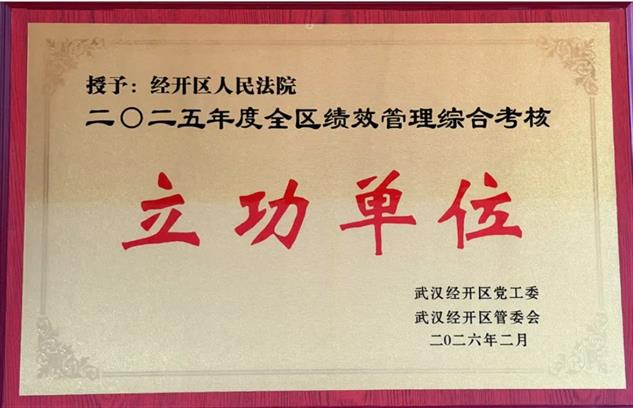 授予：经开区人民法院
二〇二五年度全区绩效管理综合考核
立功单位
武汉经开区党工委
武汉经开区管委会
二〇二六年二月